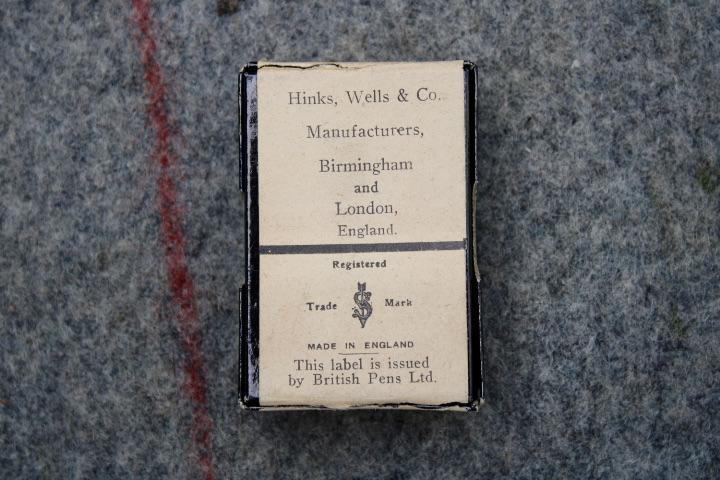 Hinks, Wells & Co.
Manufacturers,
Birmingham
and
London,
England.
Registered
Trade Mark
MADE IN ENGLAND
This label is issued
by British Pens Ltd.